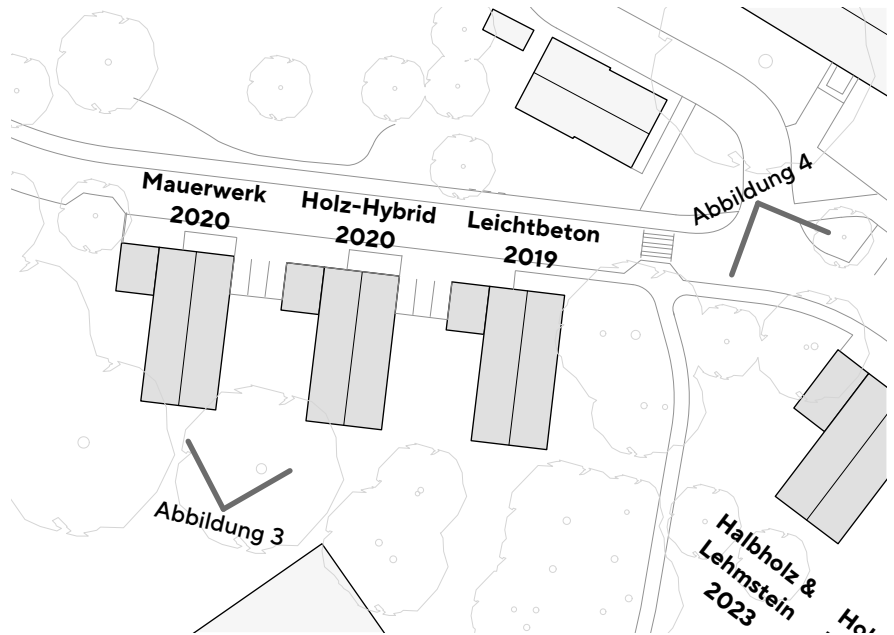 Mauerwerk
2020
Holz-Hybrid
2020
Leichtbeton
2019
Abbildung 4
Abbildung 3
Halbholz &
Lehmstein
2023